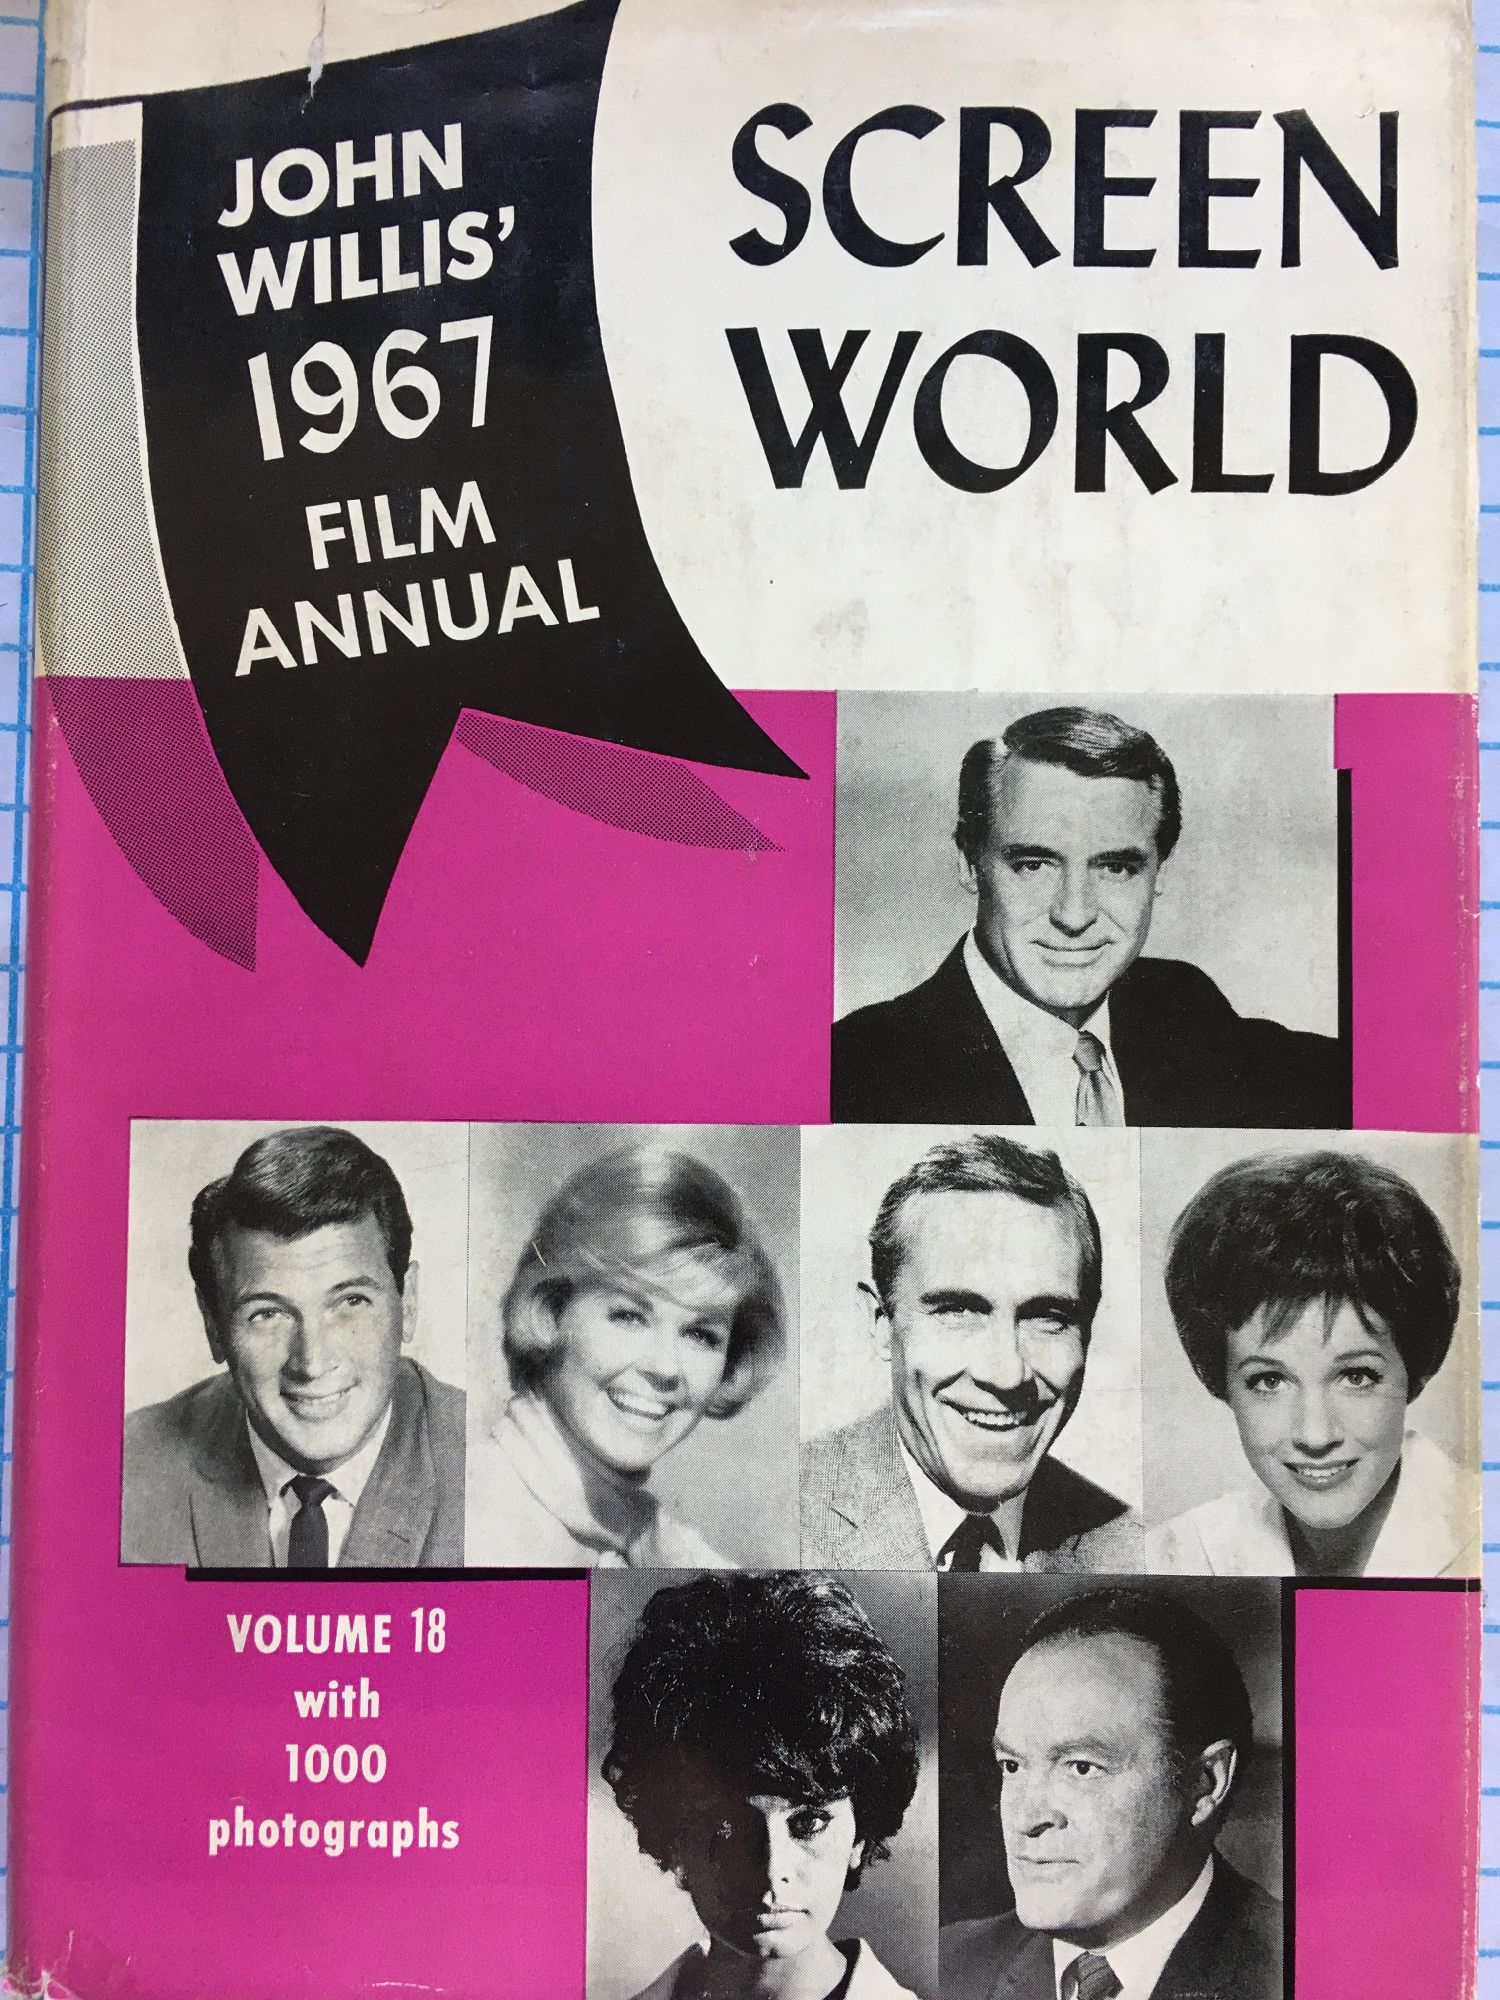 JOHN
WILLIS'
1967
FILM
ANNUAL
SCREEN
WORLD
VOLUME 18
with
1000
photographs